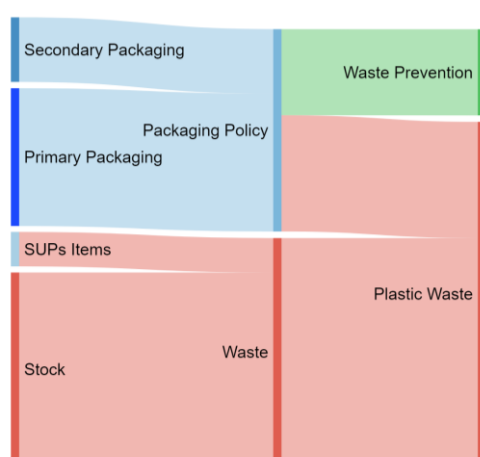 Secondary Packaging
Waste Prevention
Packaging Policy
Primary Packaging
SUPs Items
Plastic Waste
Waste
Stock